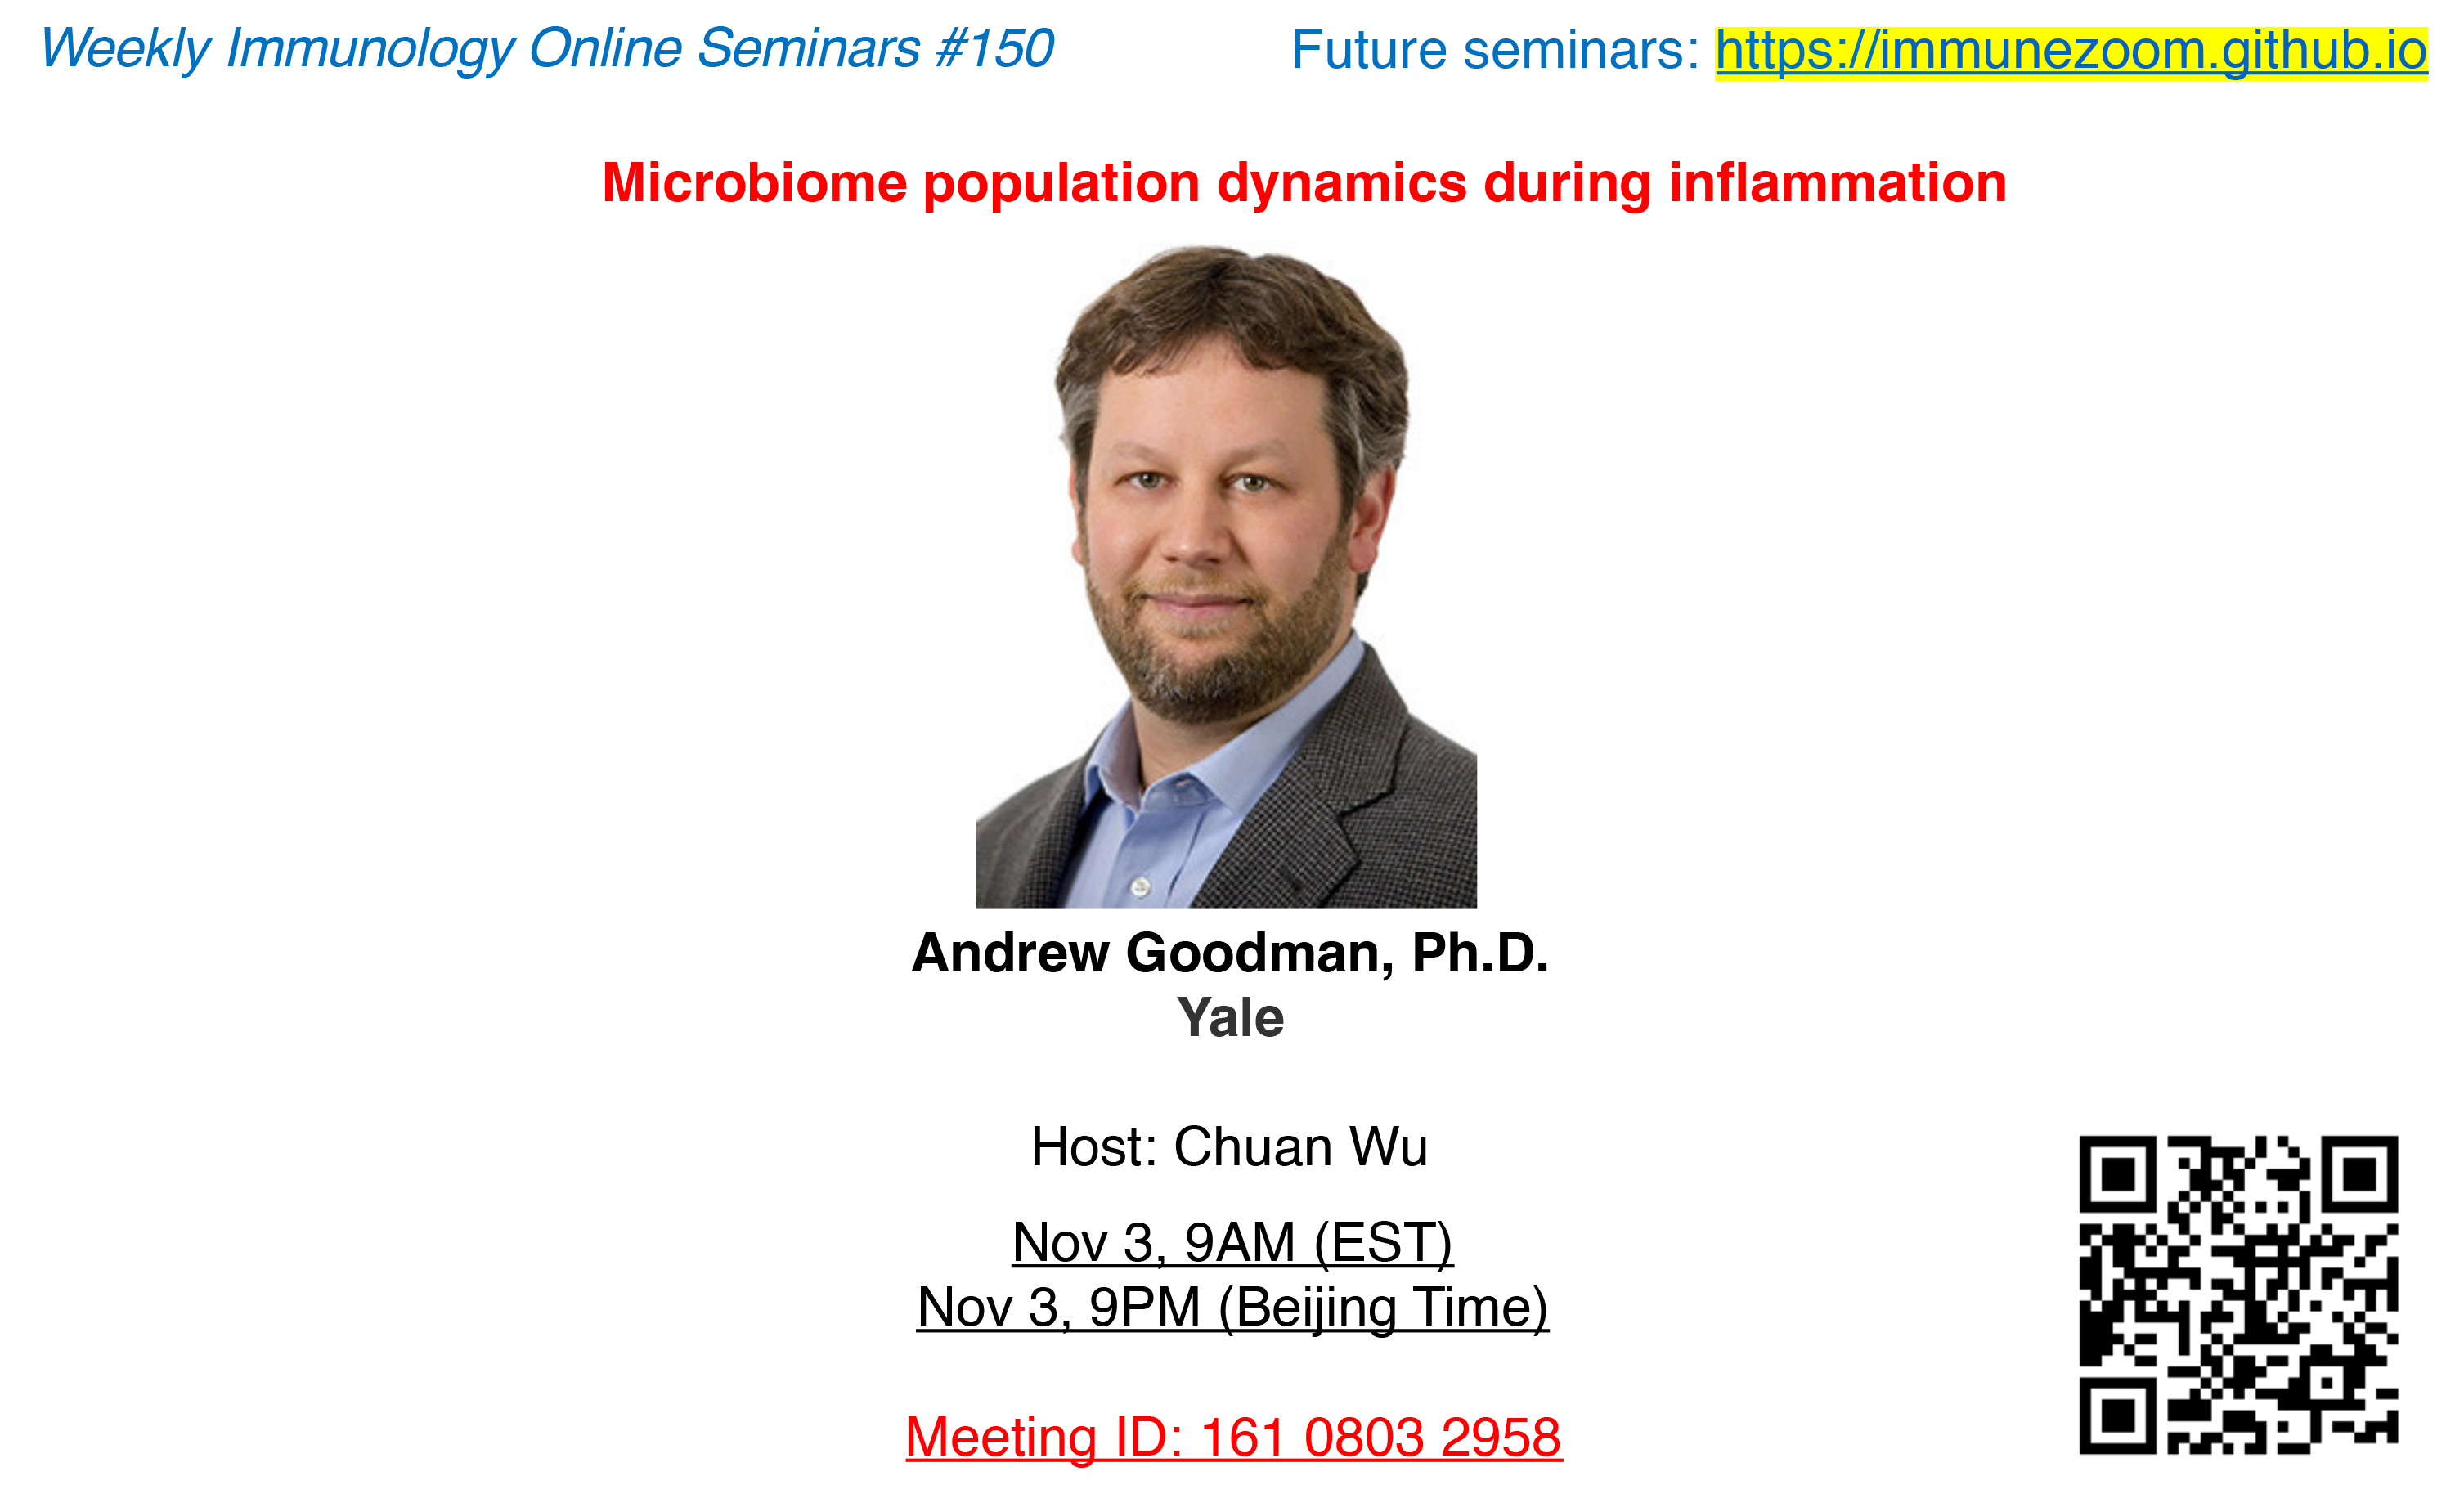 Weekly Immunology Online Seminars #150
Future seminars: https://immunezoom.github.io
Microbiome population dynamics during inflammation
Andrew Goodman, Ph.D.
Yale
Host: Chuan Wu
Nov 3, 9AM (EST)
Nov 3, 9PM (Beijing Time)
Meeting ID: 161 0803 2958